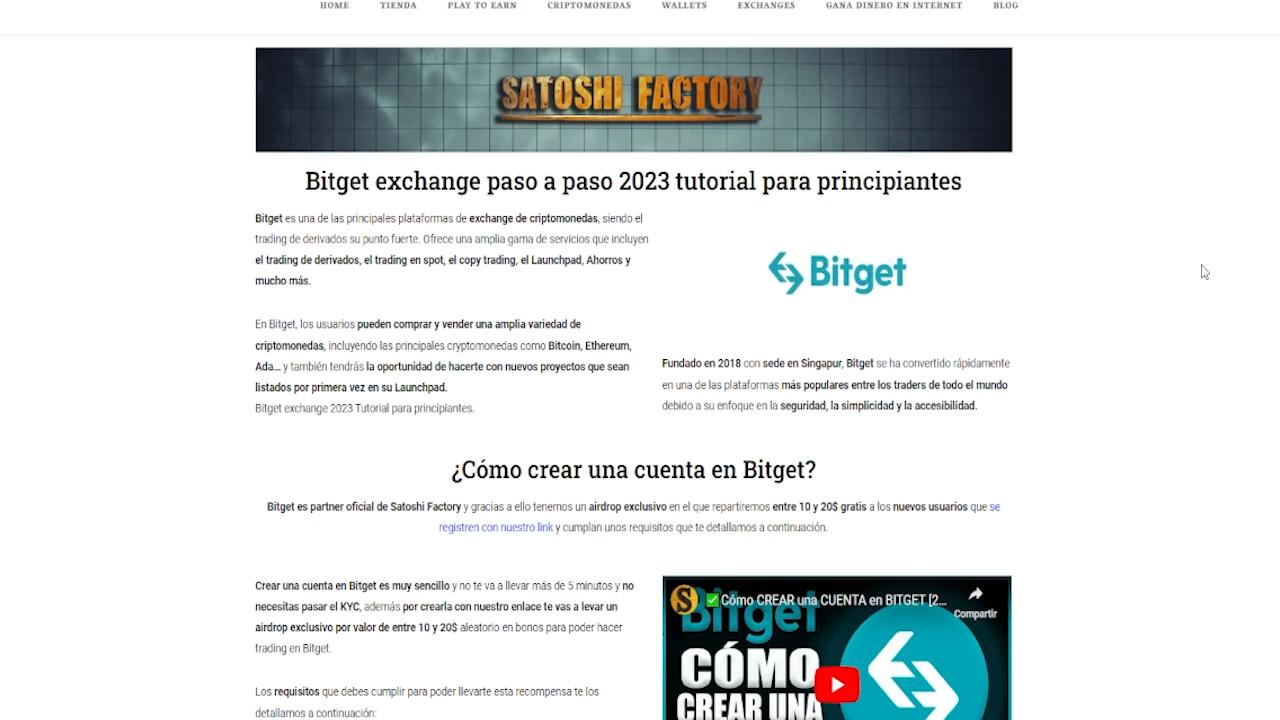 HOME TIENDA PLAY TO EARN CRIPTOMONEDAS WALLETS EXCHANGES GANA DINERO EN INTERNET BLOG
SATOSHI FACTORY
Bitget exchange paso a paso 2023 tutorial para principiantes
Bitget es una de las principales plataformas de exchange de criptomonedas, siendo el
trading de derivados su punto fuerte. Ofrece una amplia gama de servicios que incluyen
el trading de derivados, el trading en spot, el copy trading, el Launchpad, Ahorros y
mucho más.
En Bitget, los usuarios pueden comprar y vender una amplia variedad de
criptomonedas, incluyendo las principales cryptomonedas como Bitcoin, Ethereum,
Ada... y también tendrás la oportunidad de hacerte con nuevos proyectos que sean
listados por primera vez en su Launchpad.
Bitget exchange 2023 Tutorial para principiantes.
Bitget
Fundado en 2018 con sede en Singapur, Bitget se ha convertido rápidamente
en una de las plataformas más populares entre los traders de todo el mundo
debido a su enfoque en la seguridad, la simplicidad y la accesibilidad.
¿Cómo crear una cuenta en Bitget?
Bitget es partner oficial de Satoshi Factory y gracias a ello tenemos un airdrop exclusivo en el que repartiremos entre 10 y 20$ gratis a los nuevos usuarios que se
registren con nuestro link y cumplan unos requisitos que te detallamos a continuación.
Crear una cuenta en Bitget es muy sencillo y no te va a llevar más de 5 minutos y no
necesitas pasar el KYC, además por crearla con nuestro enlace te vas a llevar un
airdrop exclusivo por valor de entre 10 y 20$ aleatorio en bonos para poder hacer
trading en Bitget.
Los requisitos que debes cumplir para poder llevarte esta recompensa te los
detallamos a continuación:
S
Cómo CREAR una CUENTA en BITGET [2...
Compartir
Bitget
CÓMO
CREAR UNA